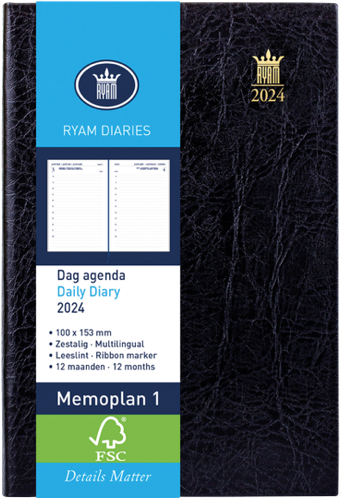 RYAM
RYAM DIARIES
Dag agenda
Daily Diary
2024
• 100 x 153 mm
• Zestalig · Multilingual
• Leeslint · Ribbon marker
• 12 maanden · 12 months
Memoplan 1
FSC
Details Matter
RYAM
2024